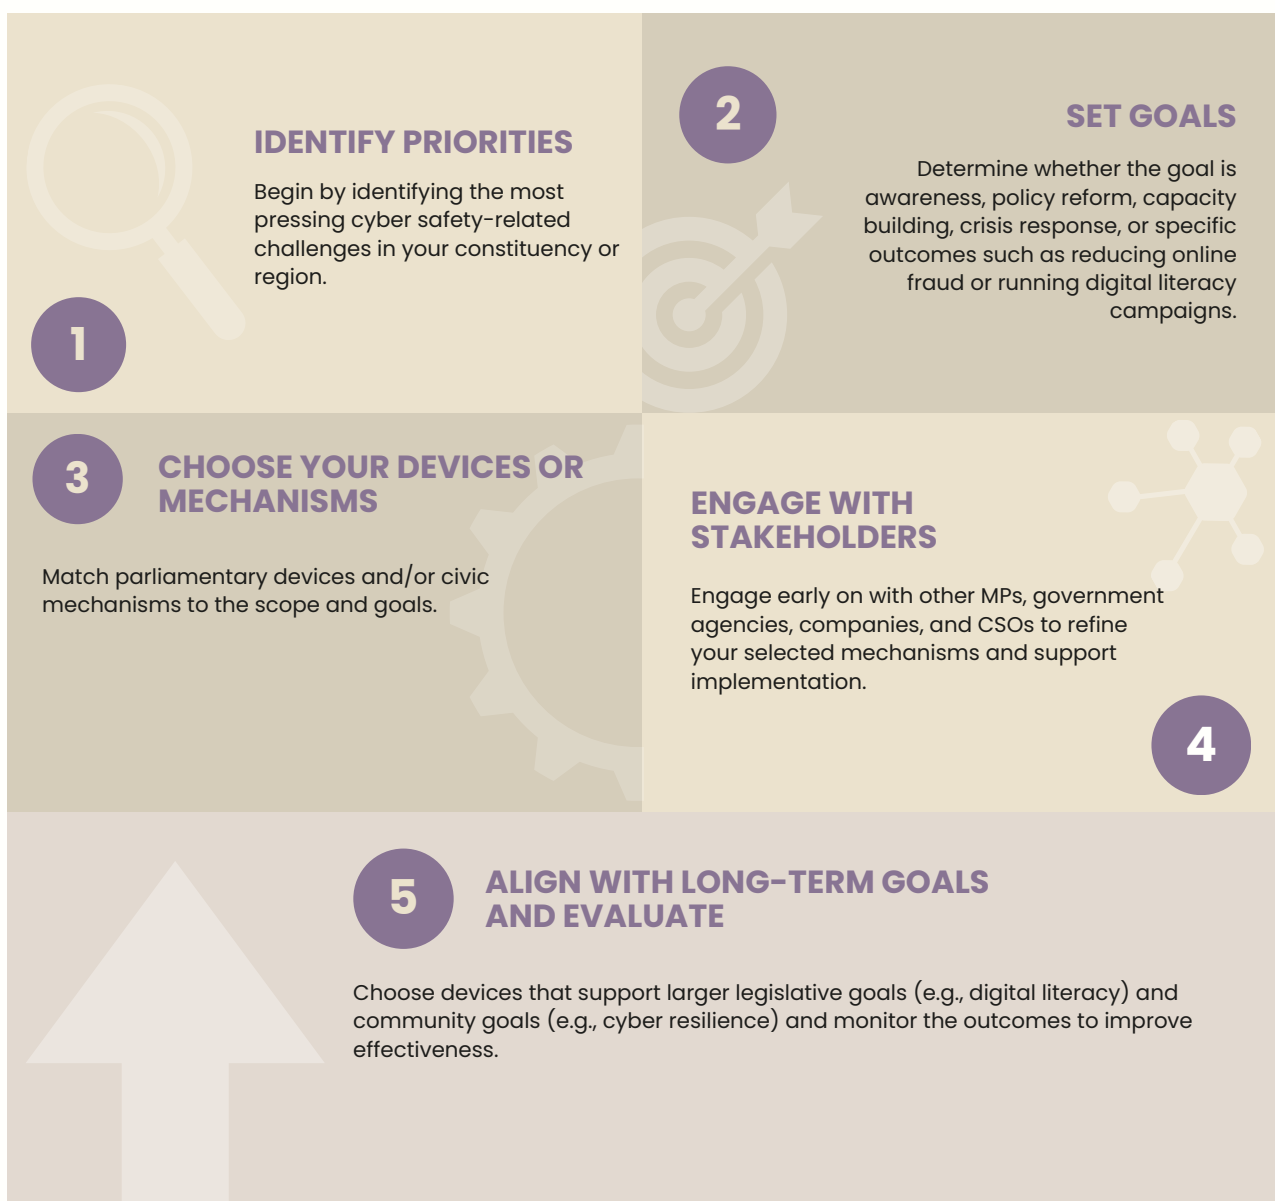 IDENTIFY PRIORITIES
Begin by identifying the most
pressing cyber safety-related
challenges in your constituency or
region.
1
2
SET GOALS
Determine whether the goal is
awareness, policy reform, capacity
building, crisis response, or specific
outcomes such as reducing online
fraud or running digital literacy
campaigns.
3
CHOOSE YOUR DEVICES OR
MECHANISMS
Match parliamentary devices and/or civic
mechanisms to the scope and goals.
ENGAGE WITH
STAKEHOLDERS
Engage early on with other MPs, government
agencies, companies, and CSOs to refine
your selected mechanisms and support
implementation.
4
5
ALIGN WITH LONG-TERM GOALS
AND EVALUATE
Choose devices that support larger legislative goals (e.g., digital literacy) and
community goals (e.g., cyber resilience) and monitor the outcomes to improve
effectiveness.